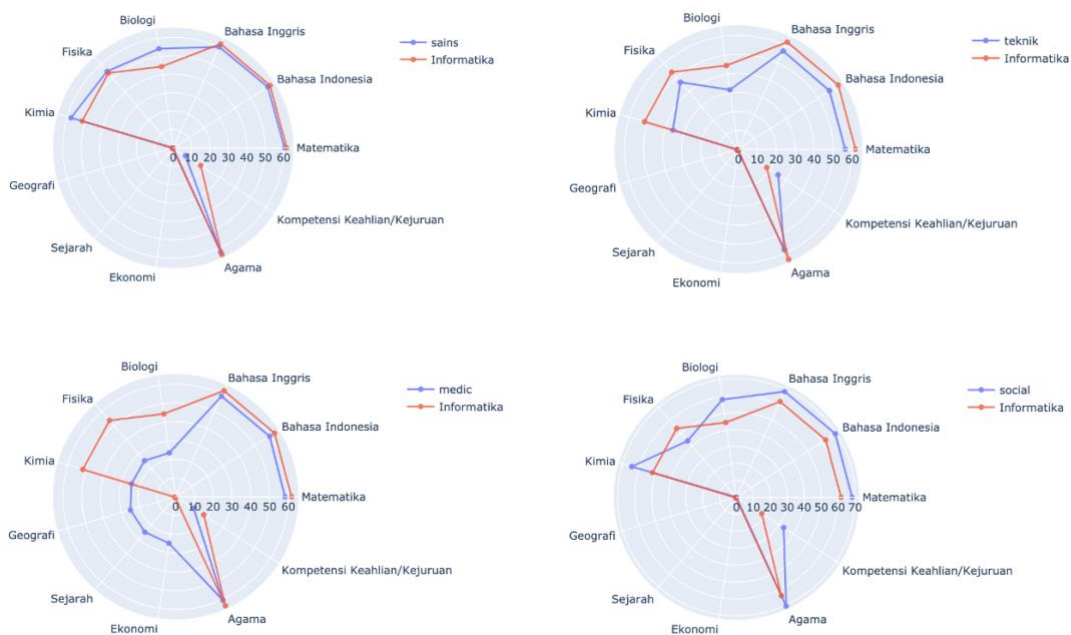 Biologi
Bahasa Inggris
sains
Fisika
Informatika
Bahasa Indonesia
Kimia
0 10 20 30 40 50 60
Matematika
Geografi
Kompetensi Keahlian/Kejuruan
Sejarah
Ekonomi
Agama
Biologi
Bahasa Inggris
teknik
Fisika
Informatika
Bahasa Indonesia
Kimia
0 10 20 30 40 50 60
Matematika
Geografi
Kompetensi Keahlian/Kejuruan
Sejarah
Ekonomi
Agama
Biologi
Bahasa Inggris
medic
Fisika
Informatika
Bahasa Indonesia
Kimia
0 10 20 30 40 50 60
Matematika
Geografi
Kompetensi Keahlian/Kejuruan
Sejarah
Ekonomi
Agama
Biologi
Bahasa Inggris
social
Fisika
Informatika
Bahasa Indonesia
Kimia
0 10 20 30 40 50 60 70
Matematika
Geografi
Kompetensi Keahlian/Kejuruan
Sejarah
Ekonomi
Agama